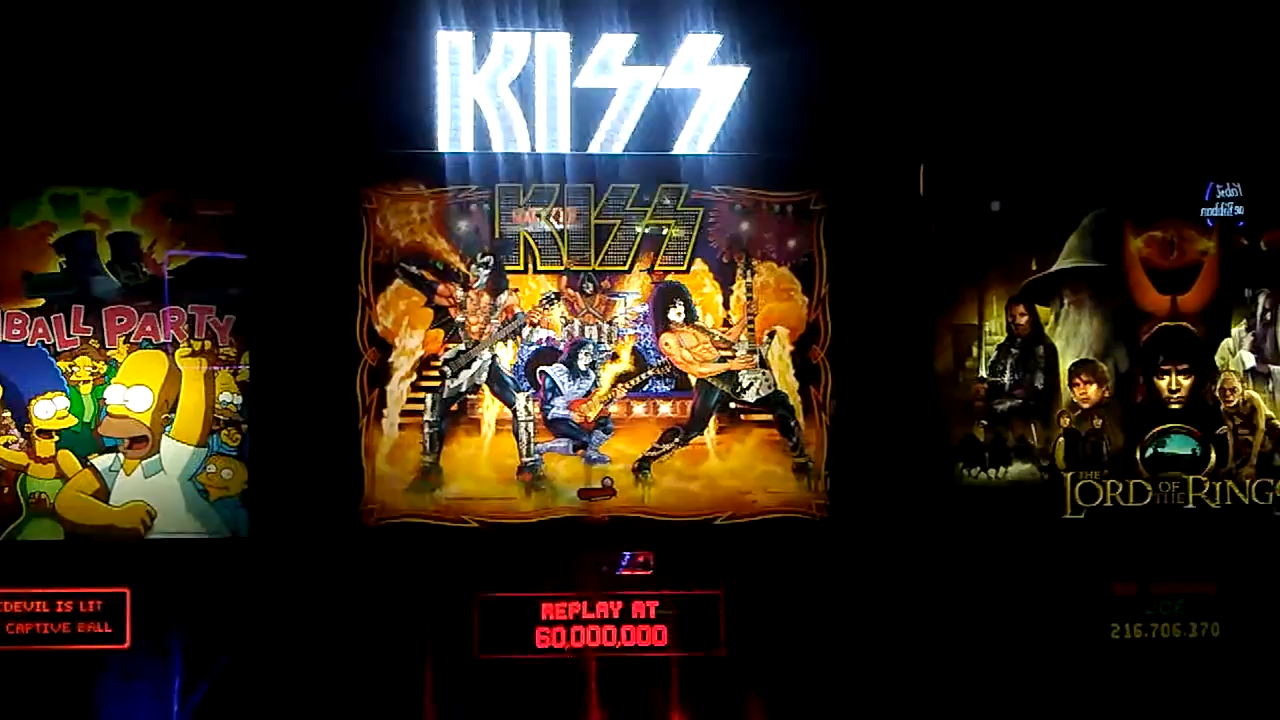 KISS
KISS
BALL PARTY
THE
LORD OF THE RINGS
DEVIL IS LIT
CAPTIVE BALL
REPLAY AT
60,000,000
216.706.370